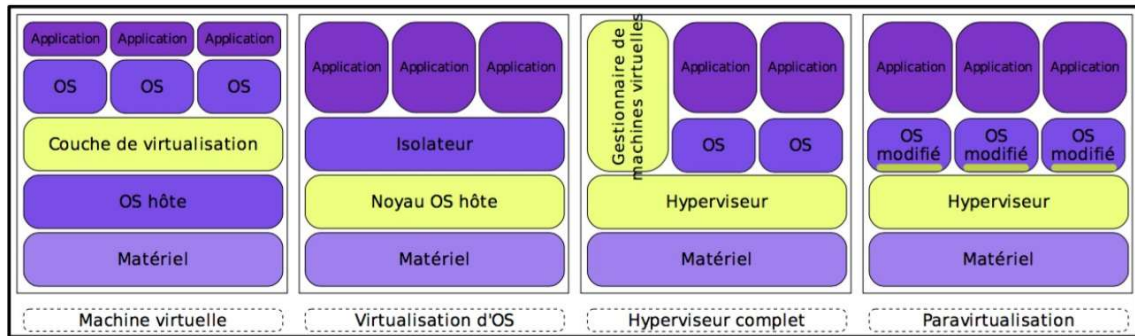 Application Application Application
OS OS OS
Couche de virtualisation
OS hôte
Matériel
Machine virtuelle
Application Application Application
Isolateur
Noyau OS hôte
Matériel
Virtualisation d'OS
Gestionnaire de
machines virtuelles
Application Application
OS OS
Hyperviseur
Matériel
Hyperviseur complet
Application Application Application
OS OS OS
modifié modifié modifié
Hyperviseur
Matériel
Paravirtualisation